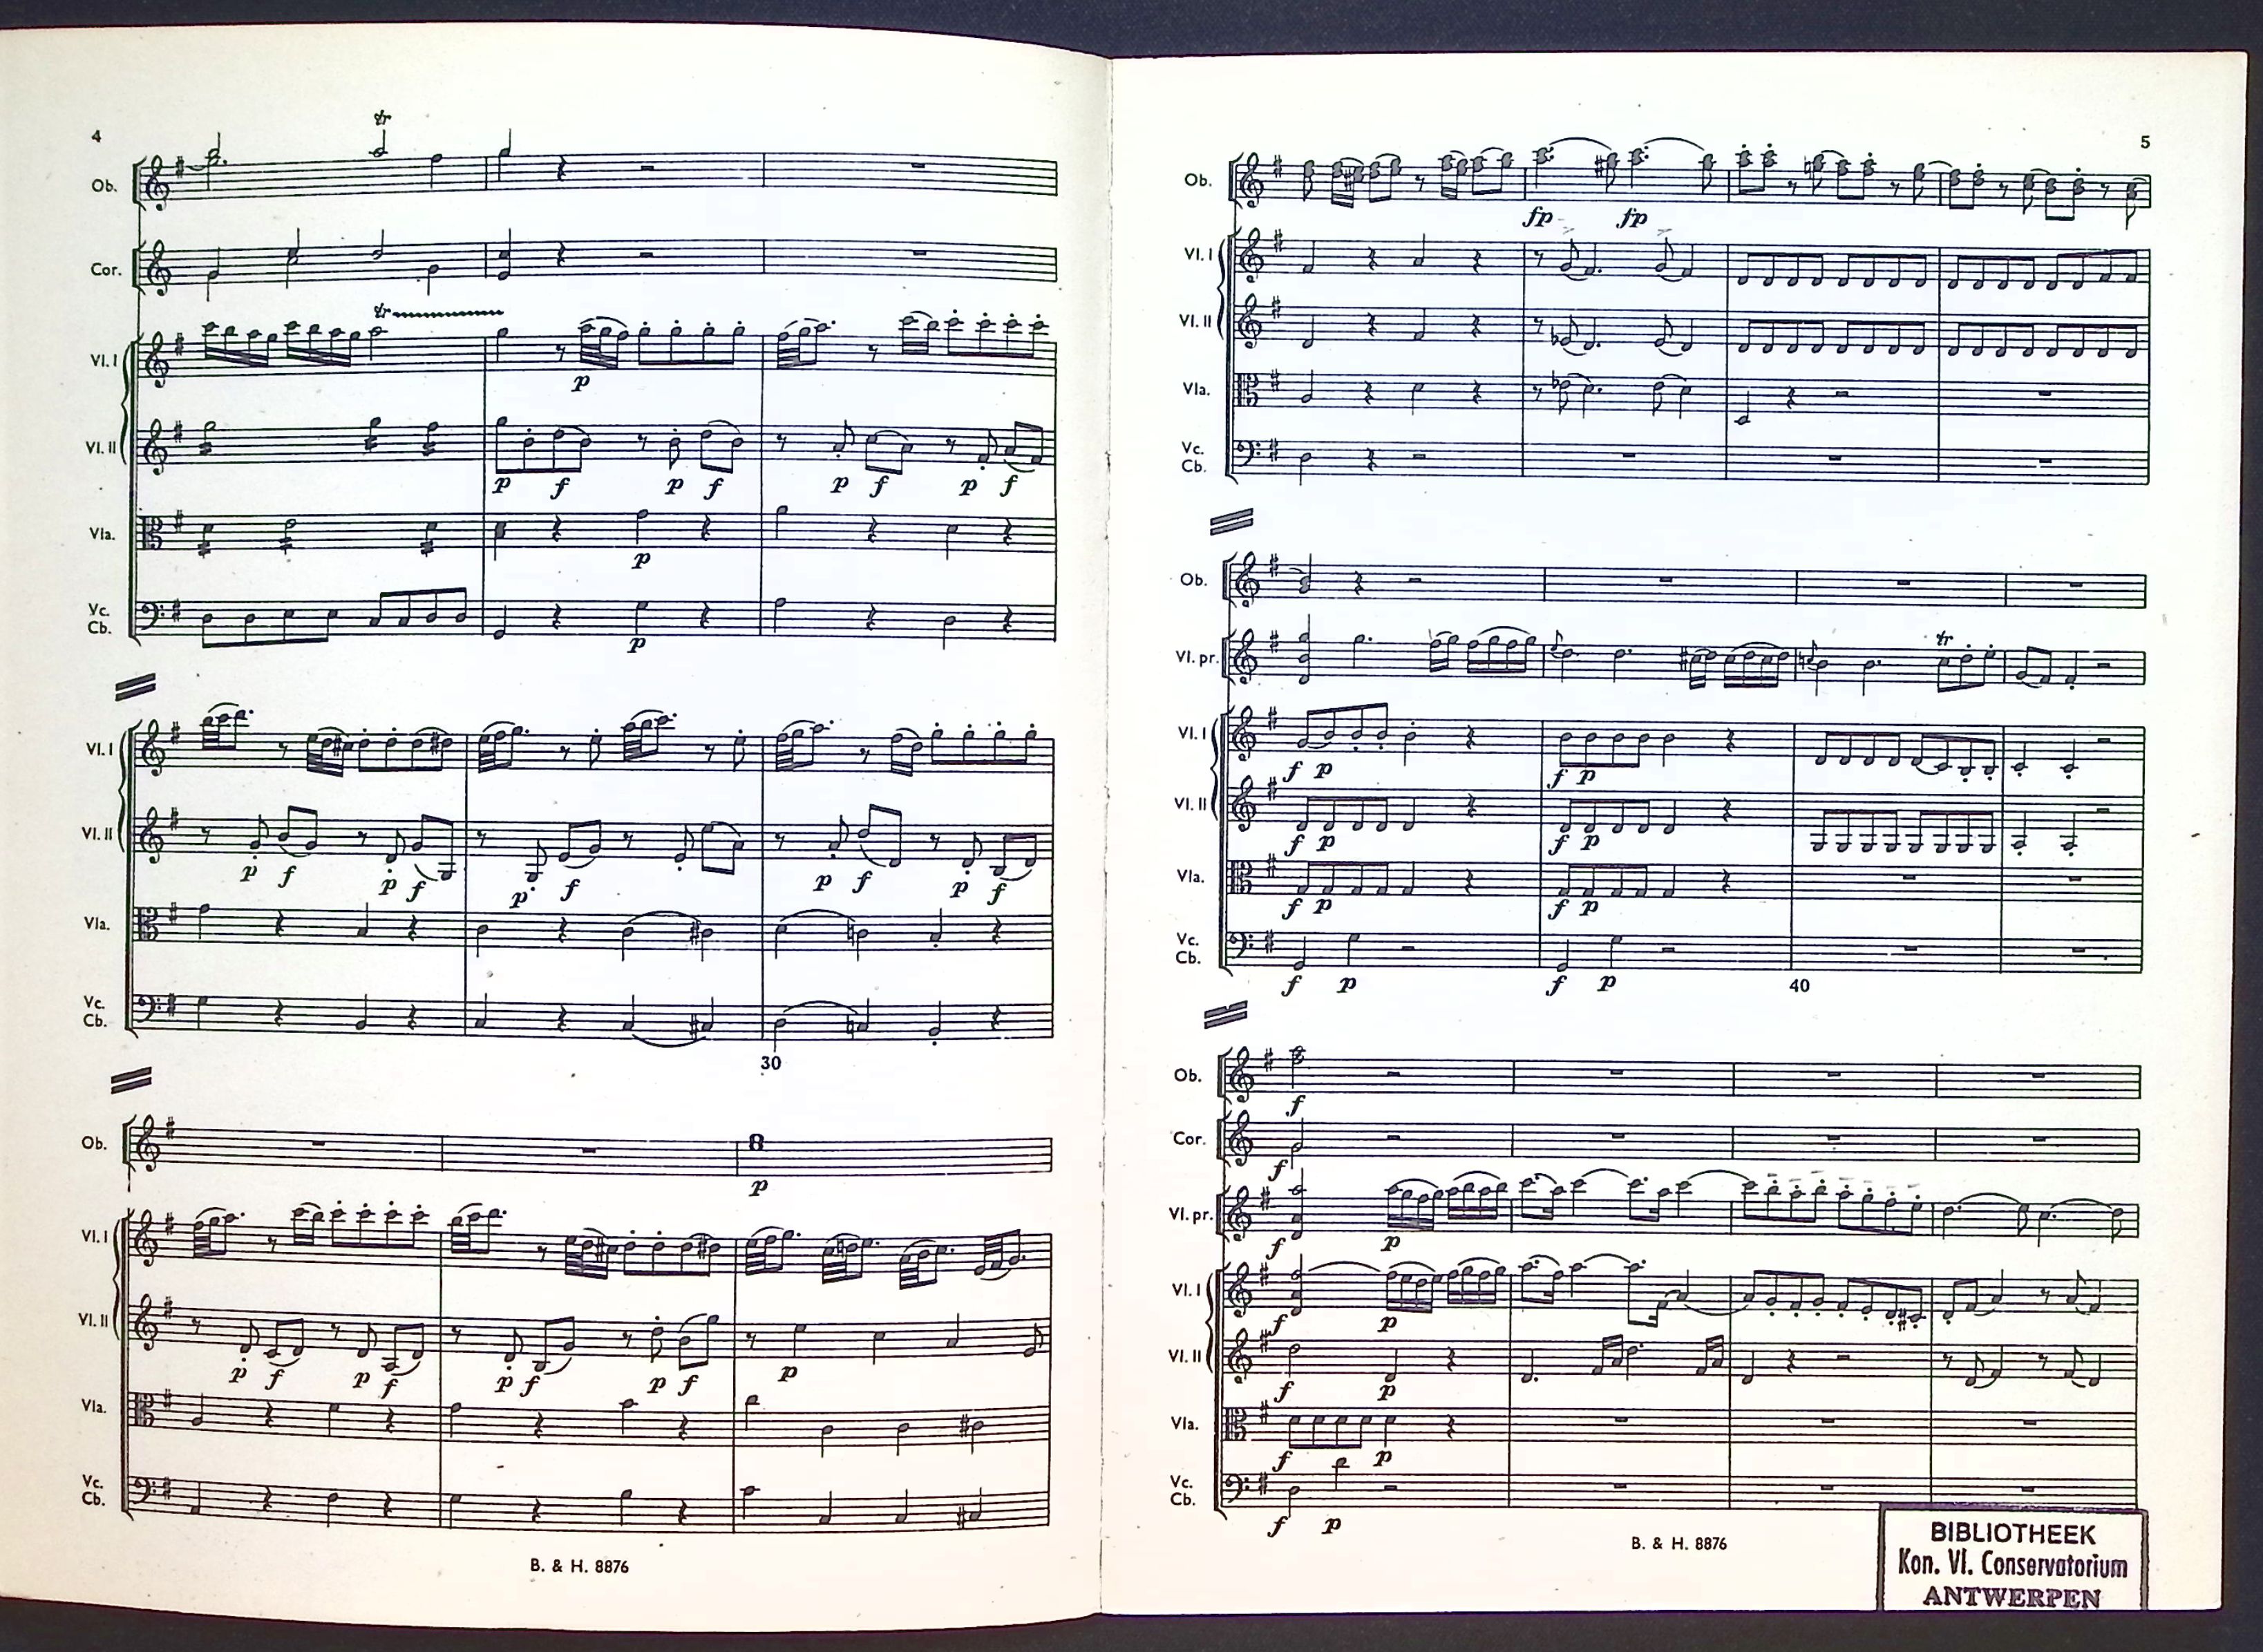 4
tr
Ob.
Cor.
tr
Vl. I
p
Vl. II
p f p f p f p f
Vla.
p
Vc.
Cb.
p
Vl. I
Vl. II
p f p f p f p f p f
Vla.
Vc.
Cb.
30
Ob.
p
Vl. I
Vl. II
p f p f p f p f p
Vla.
Vc.
Cb.
B. & H. 8876
5
Ob.
fp fp
Vl. I
Vl. II
Vla.
Vc.
Cb.
Ob.
Vl. pr.
tr
Vl. I
f p f p
Vl. II
f p f p
Vla.
f p f p
Vc.
Cb.
f p f p
40
Ob.
f
Cor.
f
Vl. pr.
f p
Vl. I
f p
Vl. II
f p
Vla.
f p
Vc.
Cb.
f p
B. & H. 8876
BIBLIOTHEEK
Kon. Vl. Conservatorium
ANTWERPEN